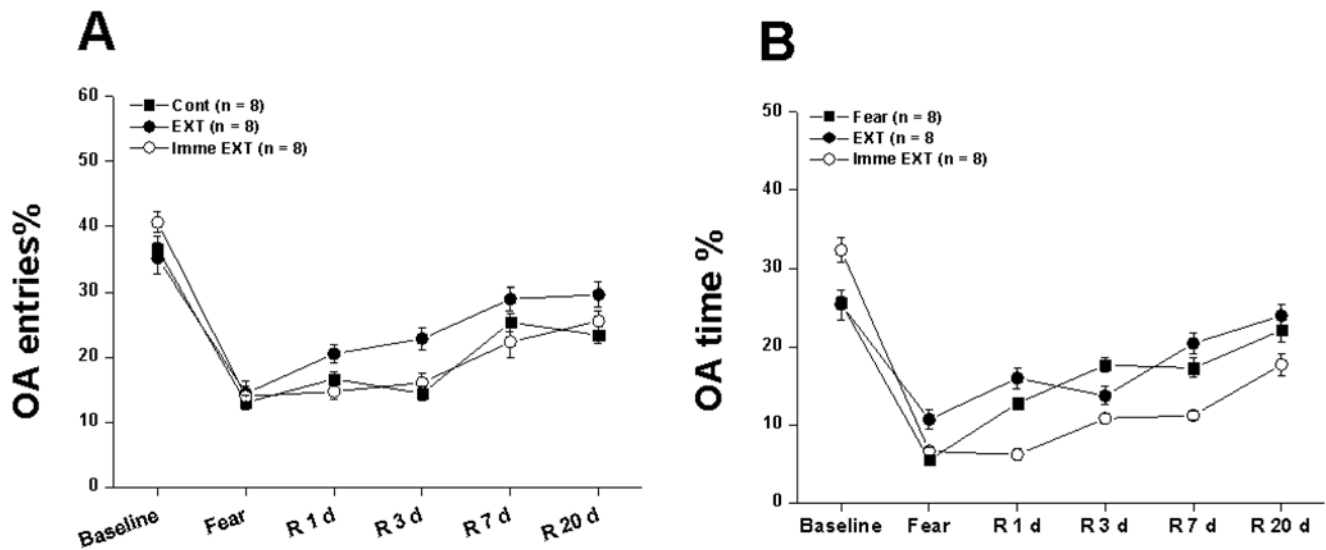 A
60
50
40
30
20
10
0
OA entries%
Cont (n = 8)
EXT (n = 8)
Imme EXT (n = 8)
Baseline
Fear
R 1 d
R 3 d
R 7 d
R 20 d
B
50
40
30
20
10
0
OA time %
Fear (n = 8)
EXT (n = 8
Imme EXT (n = 8)
Baseline
Fear
R 1 d
R 3 d
R 7 d
R 20 d